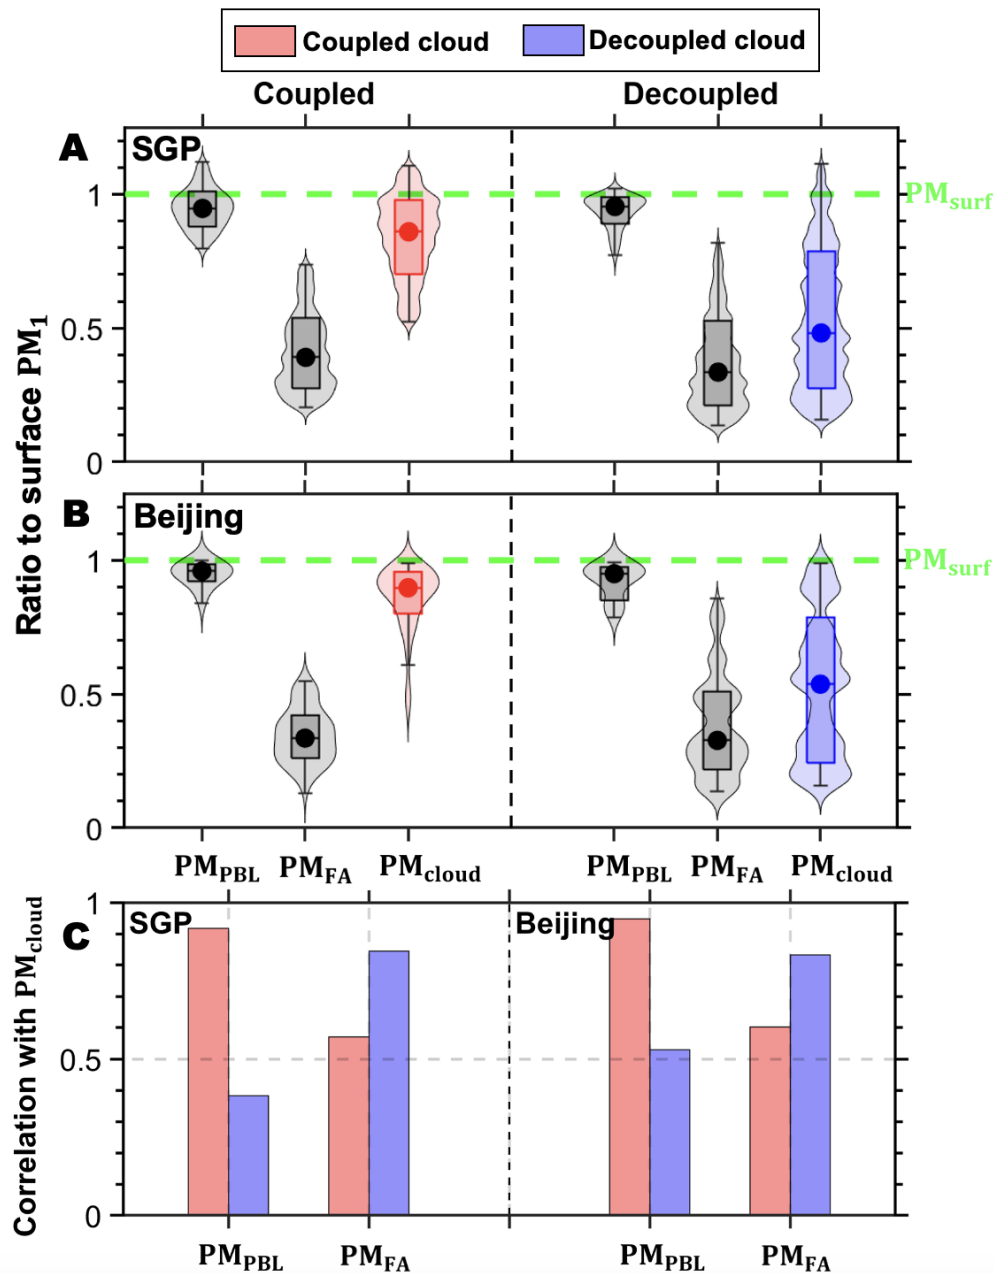 Coupled cloud Decoupled cloud
Coupled Decoupled
A SGP
1
PMsurf
0.5
0
B Beijing
1
PMsurf
0.5
0
Ratio to surface PM1
PMPBL PMFA PMcloud PMPBL PMFA PMcloud
C SGP Beijing
1
0.5
0
Correlation with PMcloud
PMPBL PMFA PMPBL PMFA